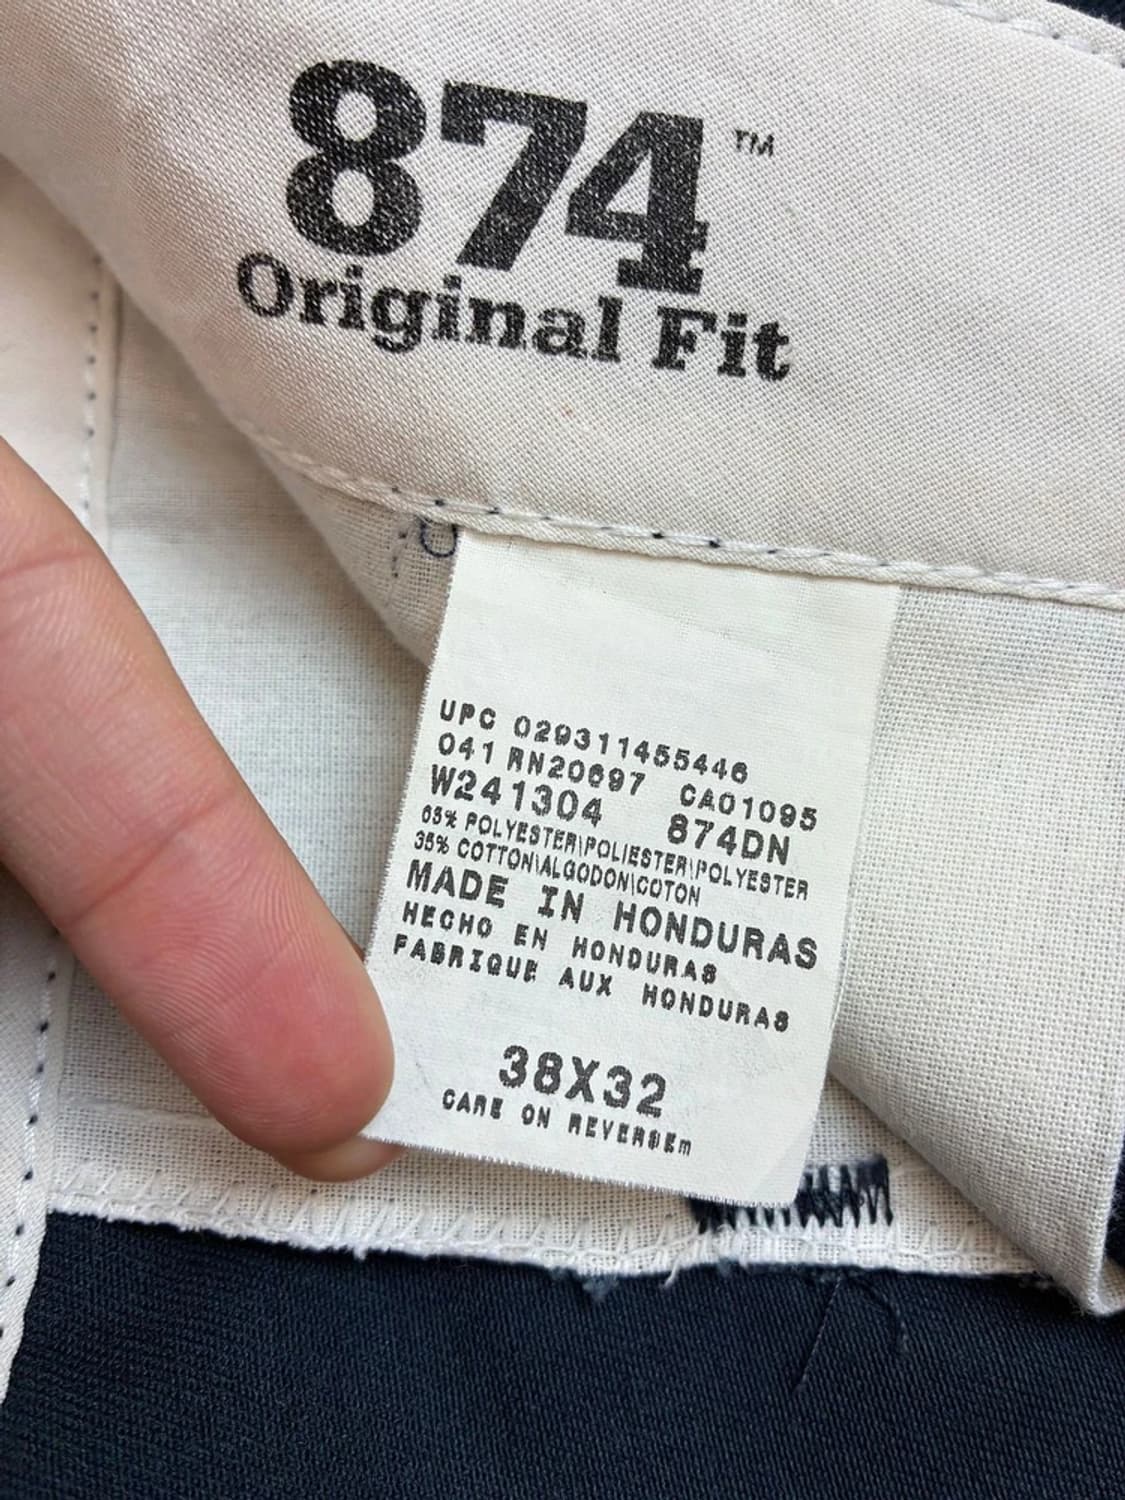 874™
Original Fit
UPC 029311455446
041 RN20697 CA01095
W241304 874DN
65% POLYESTER\POLIESTER\POLYESTER
35% COTTON\ALGODON\COTON
MADE IN HONDURAS
HECHO EN HONDURAS
FABRIQUE AUX HONDURAS
38X32
CARE ON REVERSEm